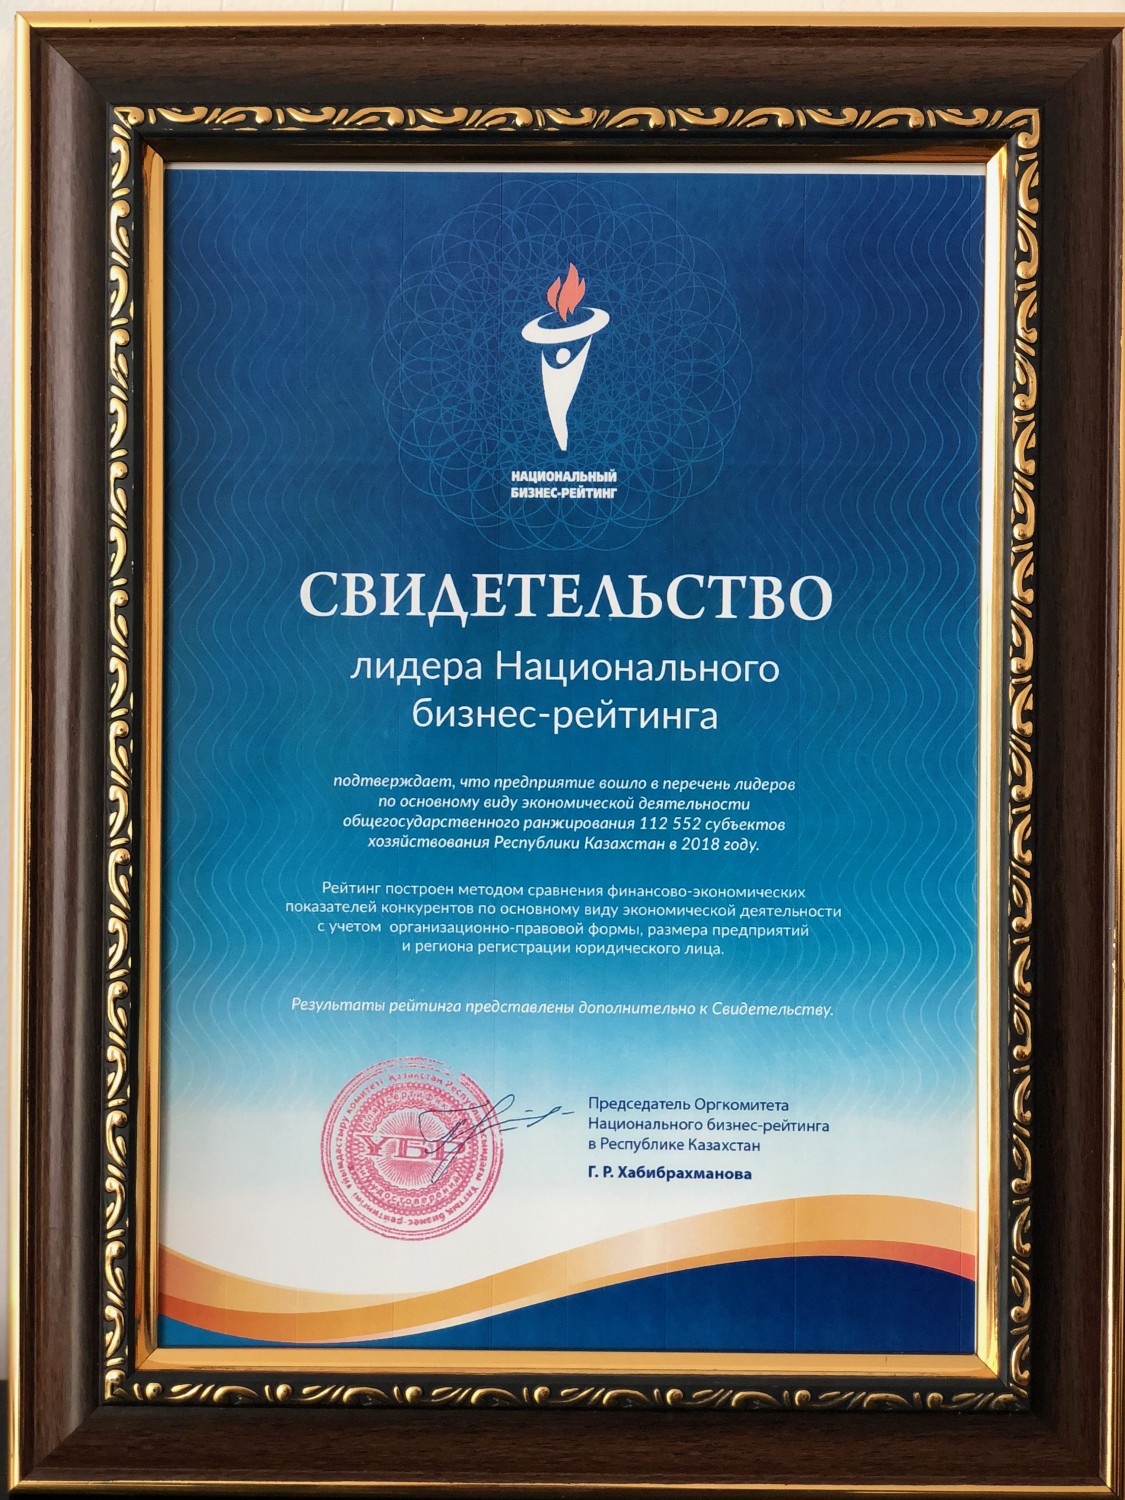 НАЦИОНАЛЬНЫЙ
БИЗНЕС-РЕЙТИНГ
СВИДЕТЕЛЬСТВО
лидера Национального
бизнес-рейтинга
подтверждает, что предприятие вошло в перечень лидеров
по основному виду экономической деятельности
общегосударственного ранжирования 112 552 субъектов
хозяйствования Республики Казахстан в 2018 году.
Рейтинг построен методом сравнения финансово-экономических
показателей конкурентов по основному виду экономической деятельности
с учетом организационно-правовой формы, размера предприятий
и региона регистрации юридического лица.
Результаты рейтинга представлены дополнительно к Свидетельству.
Председатель Оргкомитета
Национального бизнес-рейтинга
в Республике Казахстан
Г. Р. Хабибрахманова
ҰБР